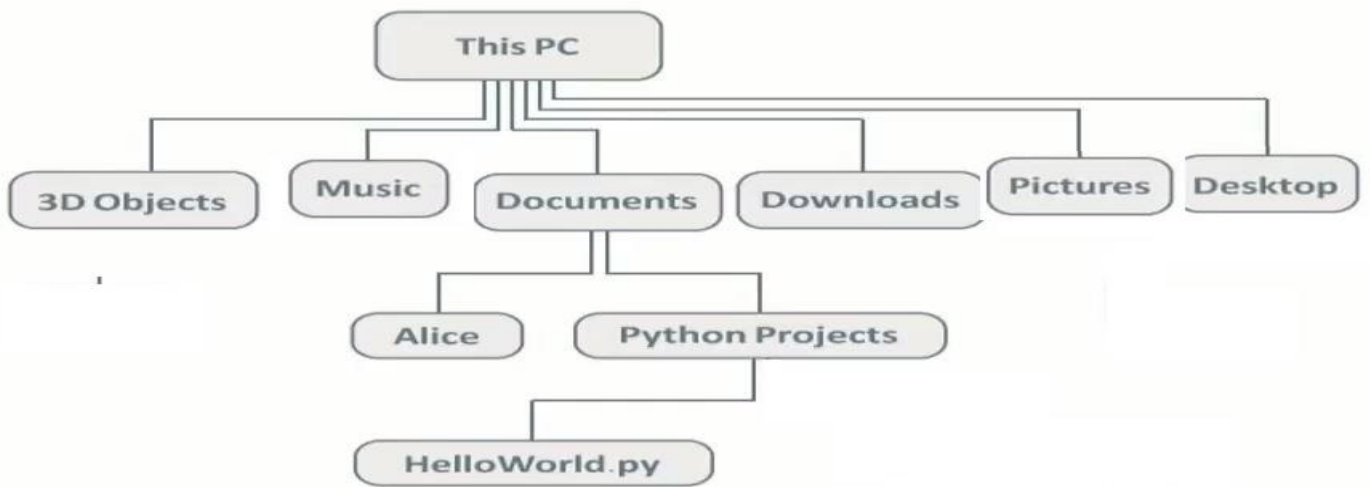 This PC
3D Objects
Music
Documents
Downloads
Pictures
Desktop
Alice
Python Projects
HelloWorld.py